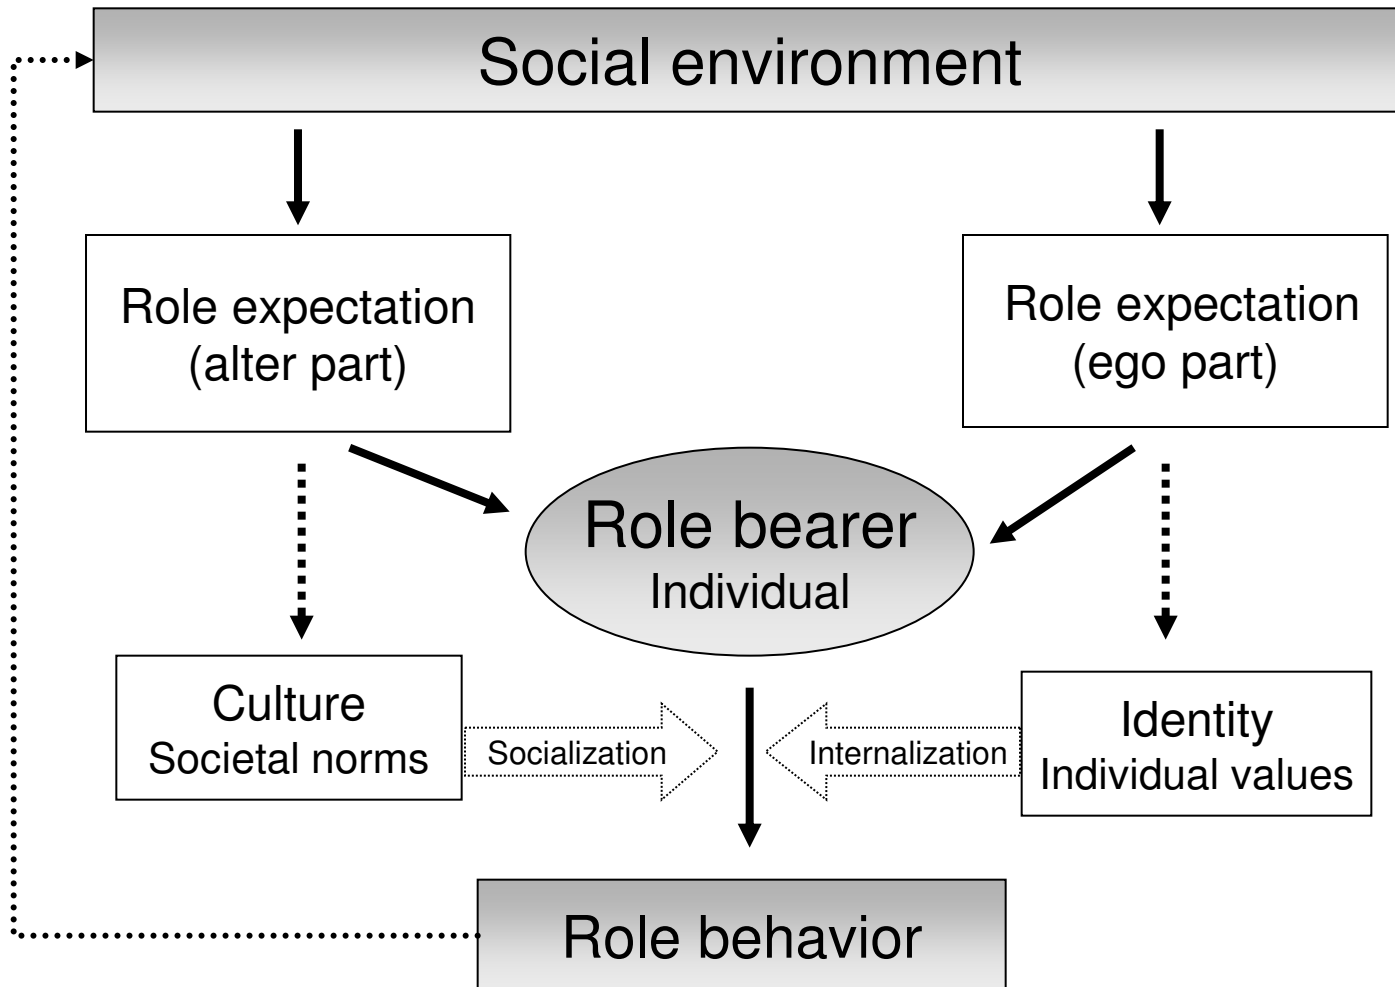 Social environment
Role expectation
(alter part)
Role expectation
(ego part)
Role bearer
Individual
Culture
Societal norms
Socialization
Internalization
Identity
Individual values
Role behavior